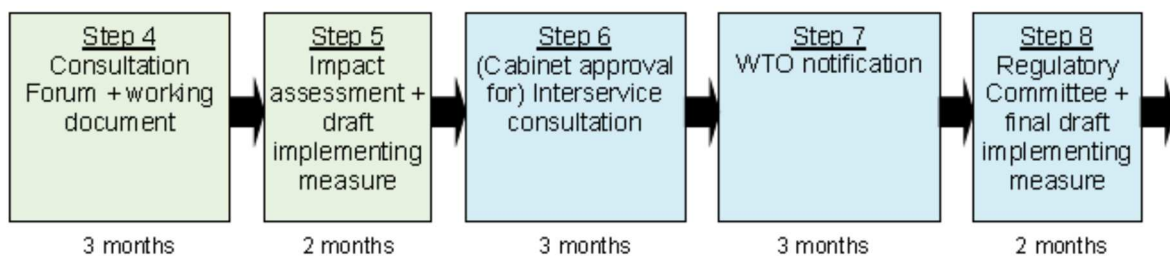 Step 4
Consultation
Forum + working
document
Step 5
Impact
assessment +
draft
implementing
measure
Step 6
(Cabinet approval
for) Interservice
consultation
Step 7
WTO notification
Step 8
Regulatory
Committee +
final draft
implementing
measure
3 months
2 months
3 months
3 months
2 months